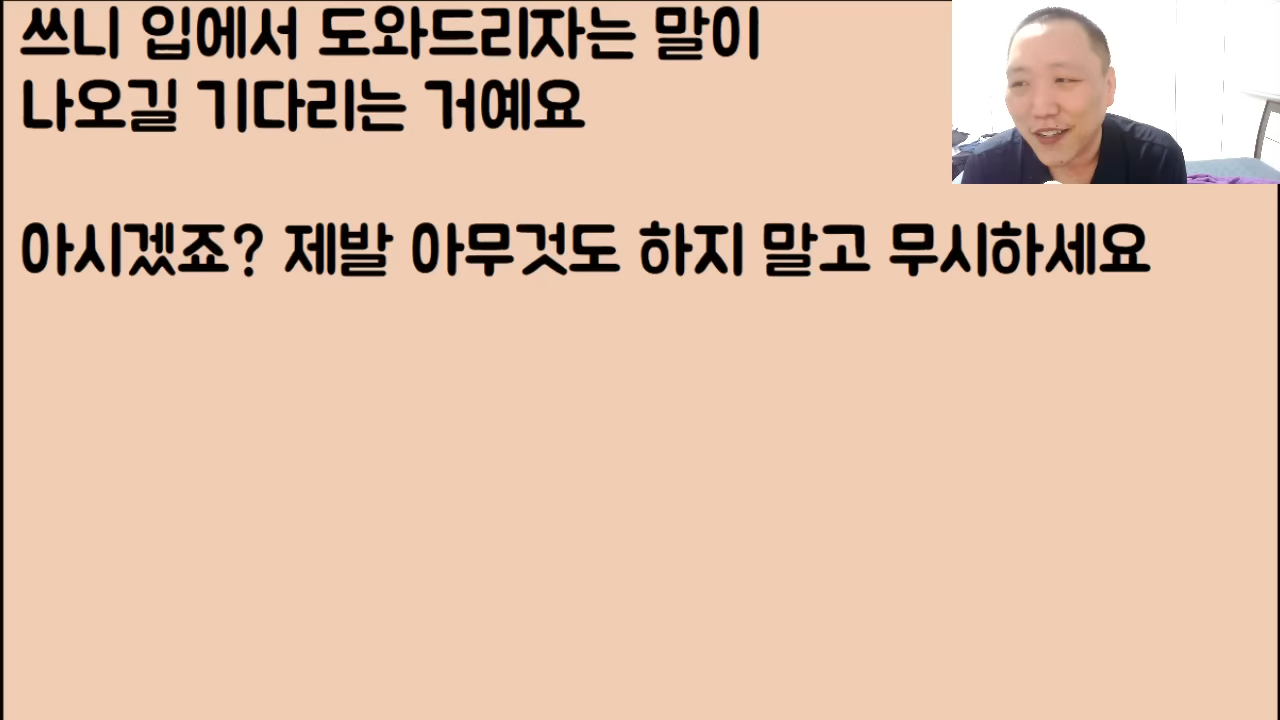 쓰니 입에서 도와드리자는 말이
나오길 기다리는 거예요
아시겠죠? 제발 아무것도 하지 말고 무시하세요